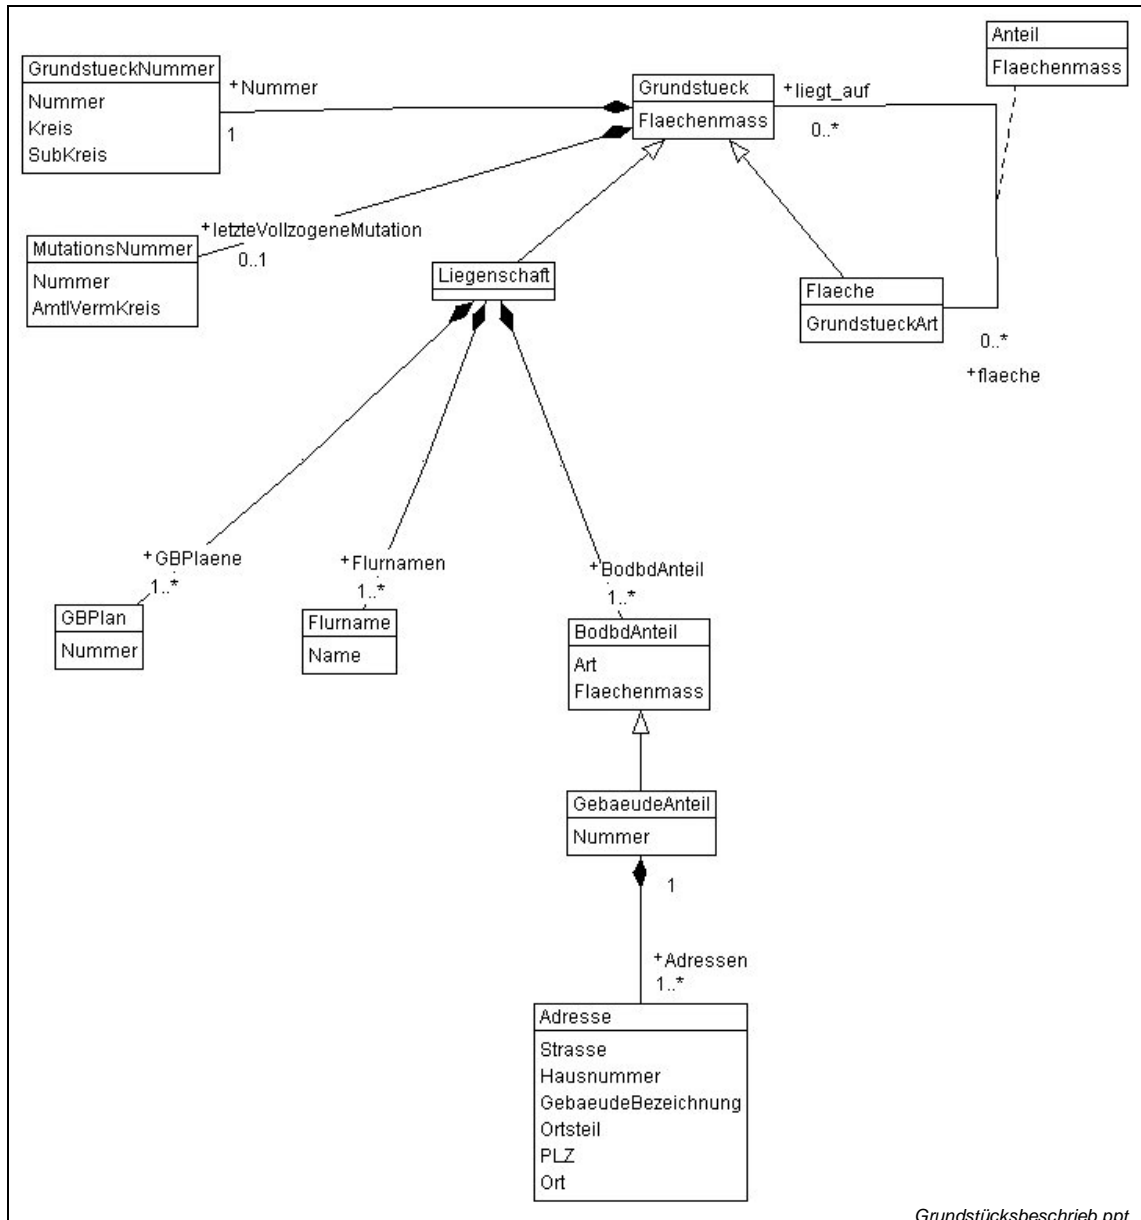 Anteil
Flaechenmass
GrundstueckNummer
Nummer
Kreis
SubKreis
+Nummer
1
Grundstueck
Flaechenmass
+liegt_auf
0..*
+letzteVollzogeneMutation
0..1
MutationsNummer
Nummer
AmtlVermKreis
Liegenschaft
Flaeche
GrundstueckArt
0..*
+flaeche
+GBPlaene
1..*
GBPlan
Nummer
+Flurnamen
1..*
Flurname
Name
+BodbdAnteil
1..*
BodbdAnteil
Art
Flaechenmass
GebaeudeAnteil
Nummer
1
+Adressen
1..*
Adresse
Strasse
Hausnummer
GebaeudeBezeichnung
Ortsteil
PLZ
Ort
Grundstücksbeschrieb.ppt